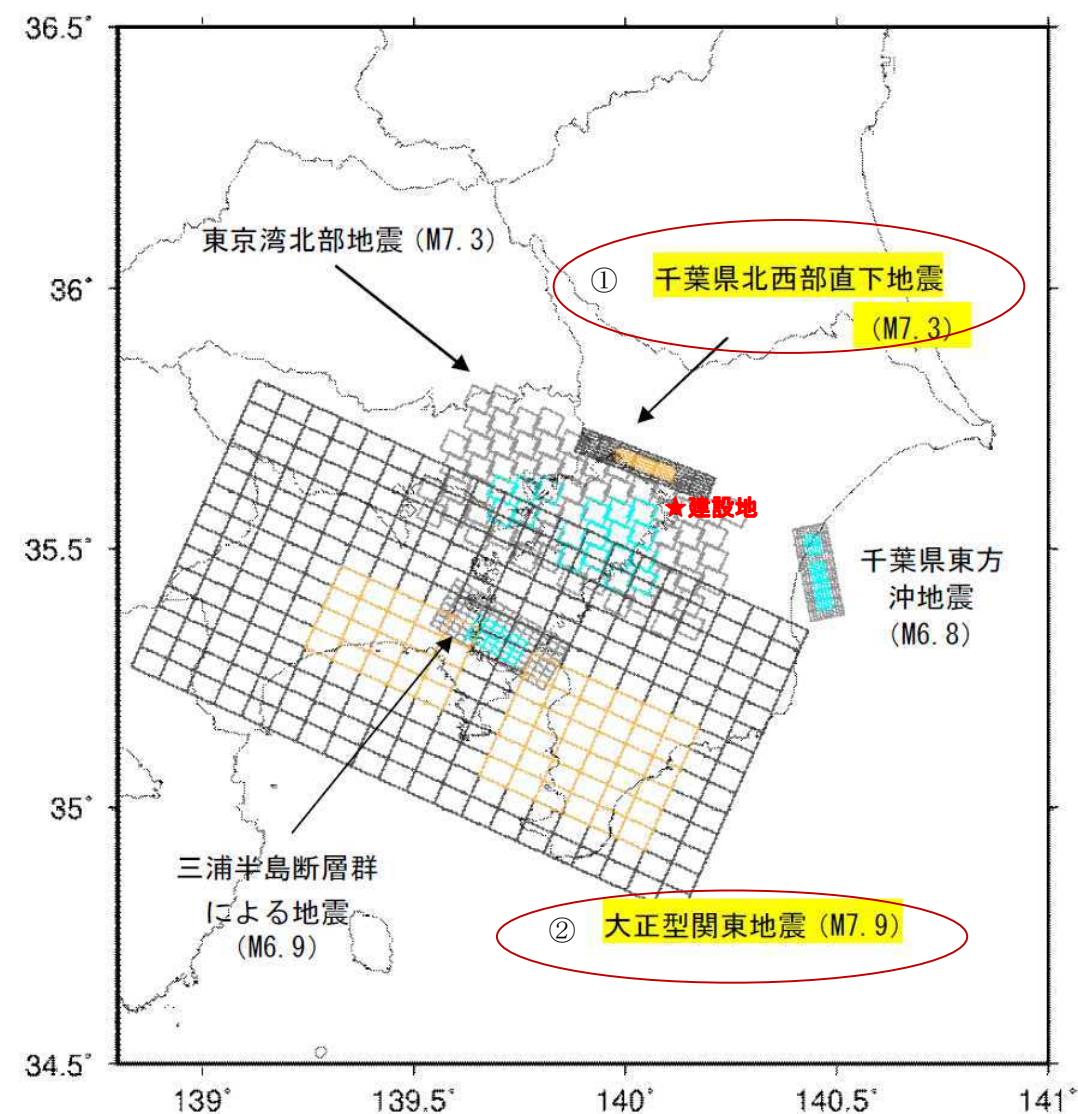 36.5°
東京湾北部地震 (M7.3)
① 千葉県北西部直下地震
(M7.3)
36°
★建設地
35.5°
千葉県東方
沖地震
(M6.8)
35°
三浦半島断層群
による地震
(M6.9)
② 大正型関東地震 (M7.9)
34.5°
139° 139.5° 140° 140.5° 141°